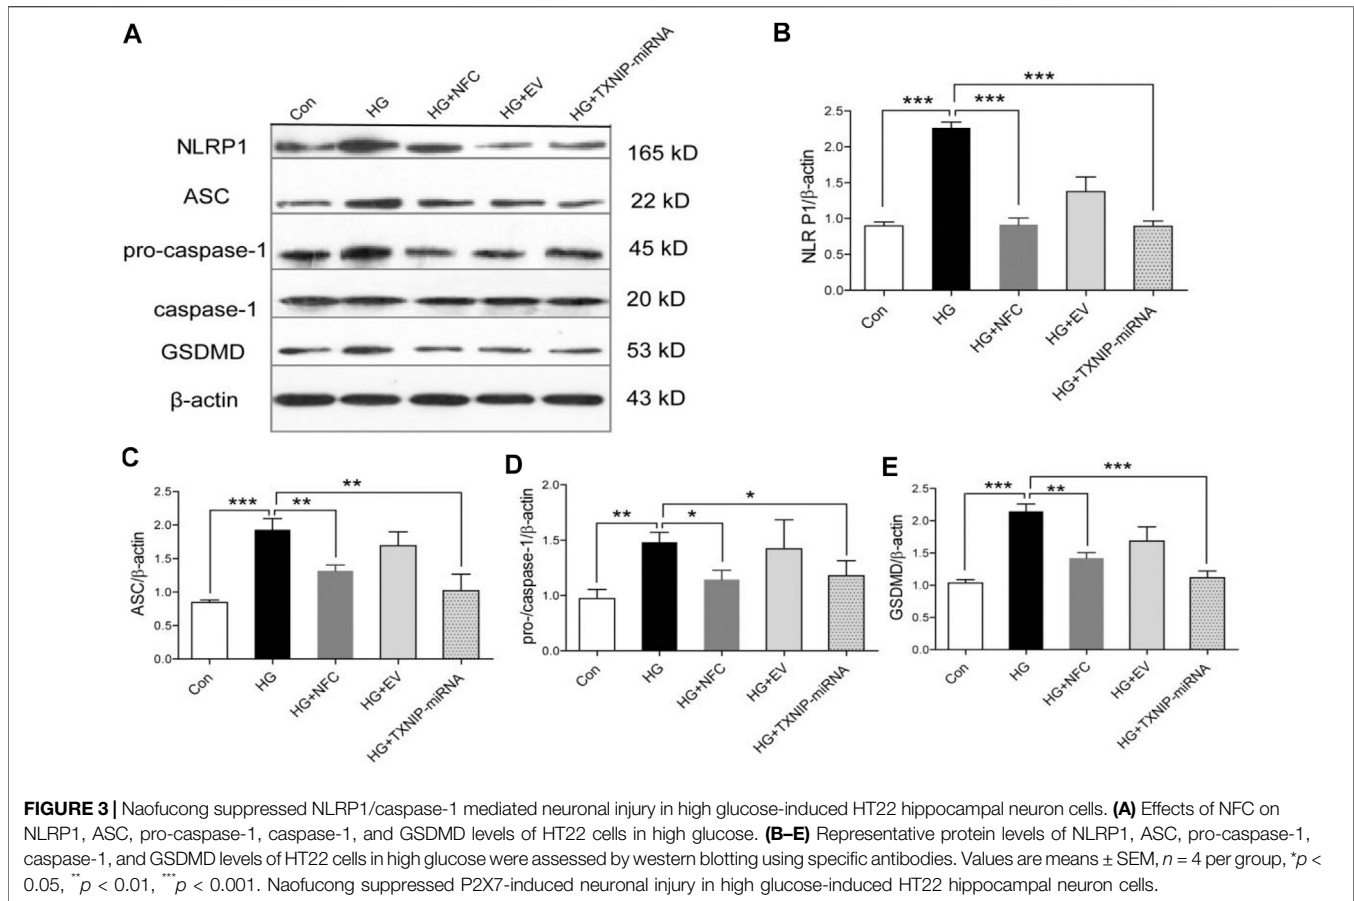 A
Con HG HG+NFC HG+EV HG+TXNIP-miRNA
NLRP1 165 kD
ASC 22 kD
pro-caspase-1 45 kD
caspase-1 20 kD
GSDMD 53 kD
β-actin 43 kD
B
***
*** ***
NLR P1/β-actin
2.5
2.0
1.5
1.0
0.5
0.0
Con HG HG+NFC HG+EV HG+TXNIP-miRNA
C
**
*** **
ASC/β-actin
2.5
2.0
1.5
1.0
0.5
0.0
Con HG HG+NFC HG+EV HG+TXNIP-miRNA
D
*
** *
pro-/caspase-1/β-actin
2.0
1.5
1.0
0.0
Con HG HG+NFC HG+EV HG+TXNIP-miRNA
E
***
*** **
GSDMD/β-actin
2.5
2.0
1.5
1.0
0.5
0.0
Con HG HG+NFC HG+EV HG+TXNIP-miRNA
FIGURE 3 | Naofucong suppressed NLRP1/caspase-1 mediated neuronal injury in high glucose-induced HT22 hippocampal neuron cells. (A) Effects of NFC on
NLRP1, ASC, pro-caspase-1, caspase-1, and GSDMD levels of HT22 cells in high glucose. (B–E) Representative protein levels of NLRP1, ASC, pro-caspase-1,
caspase-1, and GSDMD levels of HT22 cells in high glucose were assessed by western blotting using specific antibodies. Values are means ± SEM, n = 4 per group, *p <
0.05, **p < 0.01, ***p < 0.001. Naofucong suppressed P2X7-induced neuronal injury in high glucose-induced HT22 hippocampal neuron cells.